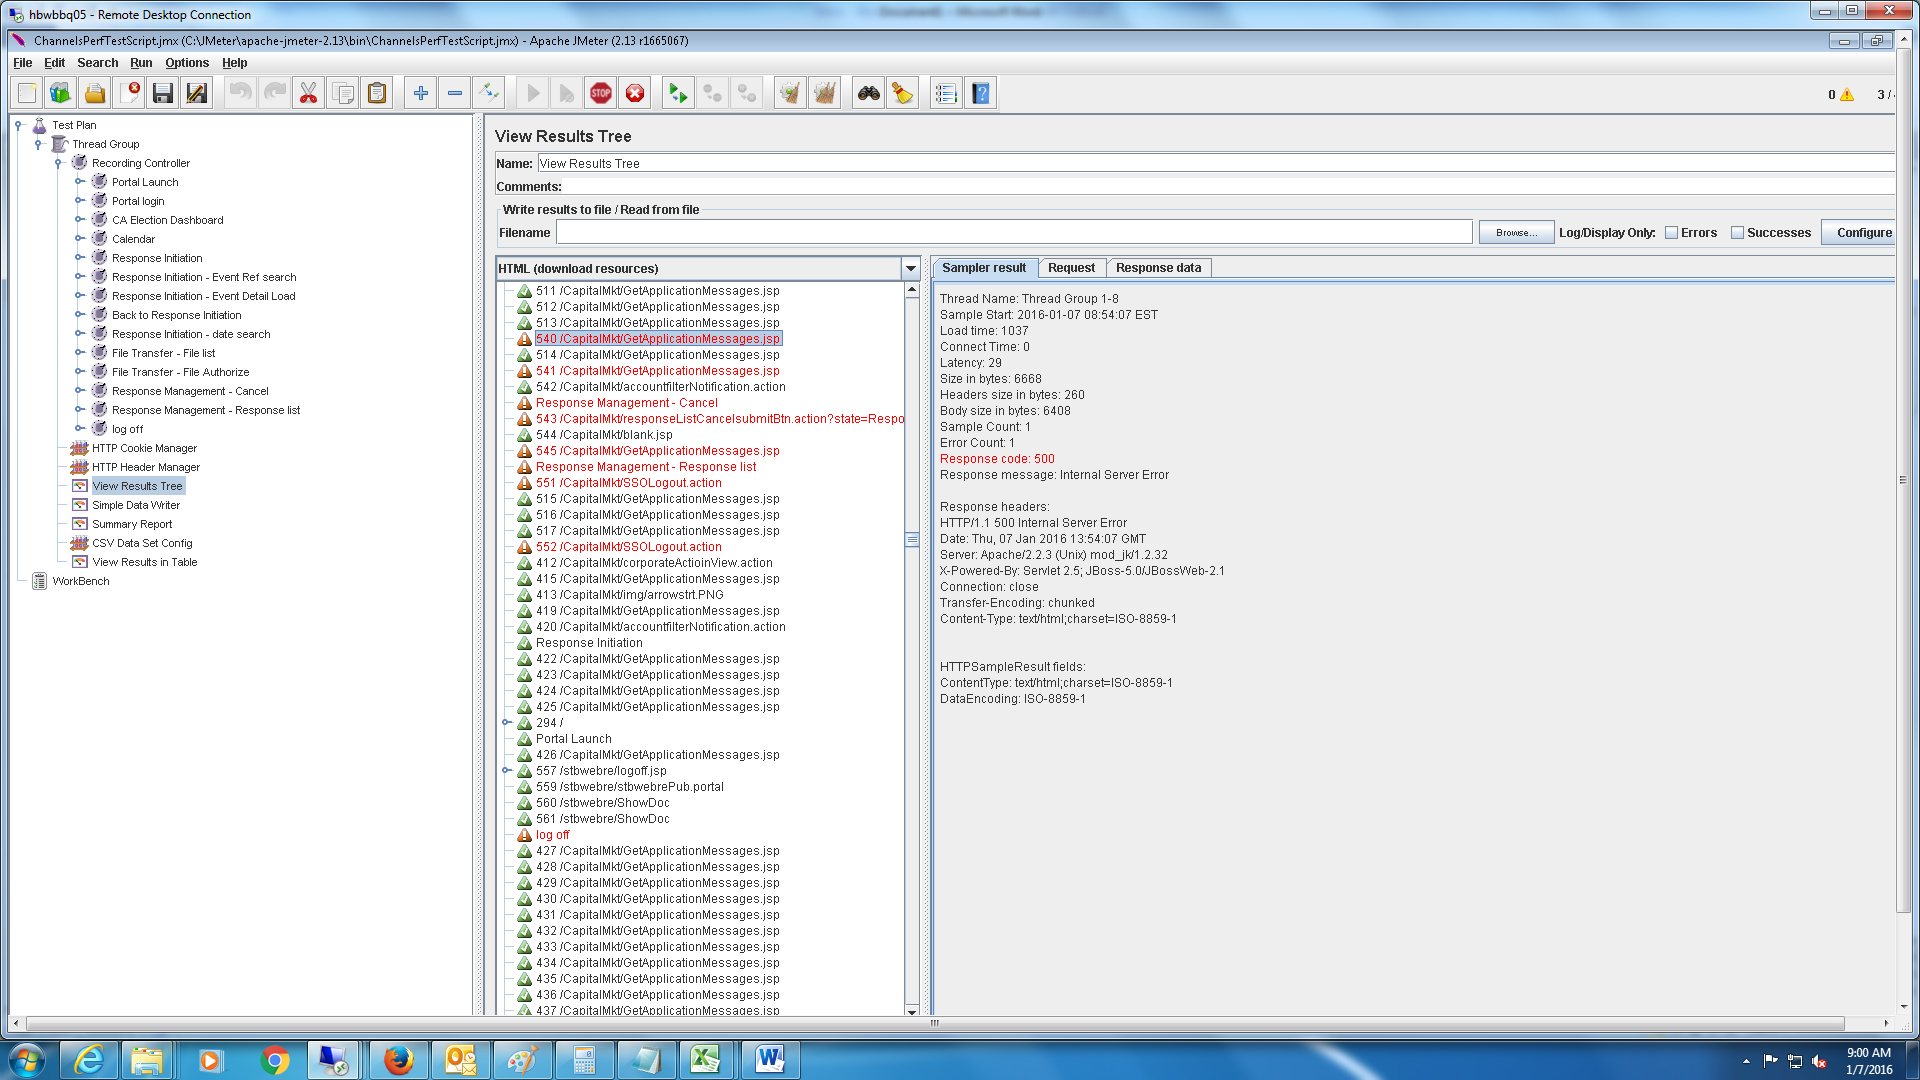 hbwbbq05 - Remote Desktop Connection
ChannelsPerfTestScript.jmx (C:\JMeter\apache-jmeter-2.13\bin\ChannelsPerfTestScript.jmx) - Apache JMeter (2.13 r1665067)
File Edit Search Run Options Help
STOP
0
3 /
Test Plan
Thread Group
Recording Controller
Portal Launch
Portal login
CA Election Dashboard
Calendar
Response Initiation
Response Initiation - Event Ref search
Response Initiation - Event Detail Load
Back to Response Initiation
Response Initiation - date search
File Transfer - File list
File Transfer - File Authorize
Response Management - Cancel
Response Management - Response list
log off
HTTP Cookie Manager
HTTP Header Manager
View Results Tree
Simple Data Writer
Summary Report
CSV Data Set Config
View Results in Table
WorkBench
View Results Tree
Name: View Results Tree
Comments:
Write results to file / Read from file
Filename Browse... Log/Display Only: Errors Successes Configure
HTML (download resources)
511 /CapitalMkt/GetApplicationMessages.jsp
512 /CapitalMkt/GetApplicationMessages.jsp
513 /CapitalMkt/GetApplicationMessages.jsp
540 /CapitalMkt/GetApplicationMessages.jsp
514 /CapitalMkt/GetApplicationMessages.jsp
541 /CapitalMkt/GetApplicationMessages.jsp
542 /CapitalMkt/accountfilterNotification.action
Response Management - Cancel
543 /CapitalMkt/responseListCancelsubmitBtn.action?state=Respo
544 /CapitalMkt/blank.jsp
545 /CapitalMkt/GetApplicationMessages.jsp
Response Management - Response list
551 /CapitalMkt/SSOLogout.action
515 /CapitalMkt/GetApplicationMessages.jsp
516 /CapitalMkt/GetApplicationMessages.jsp
517 /CapitalMkt/GetApplicationMessages.jsp
552 /CapitalMkt/SSOLogout.action
412 /CapitalMkt/corporateActioinView.action
415 /CapitalMkt/GetApplicationMessages.jsp
413 /CapitalMkt/img/arrowstrt.PNG
419 /CapitalMkt/GetApplicationMessages.jsp
420 /CapitalMkt/accountfilterNotification.action
Response Initiation
422 /CapitalMkt/GetApplicationMessages.jsp
423 /CapitalMkt/GetApplicationMessages.jsp
424 /CapitalMkt/GetApplicationMessages.jsp
425 /CapitalMkt/GetApplicationMessages.jsp
294 /
Portal Launch
426 /CapitalMkt/GetApplicationMessages.jsp
557 /stbwebre/logoff.jsp
559 /stbwebre/stbwebrePub.portal
560 /stbwebre/ShowDoc
561 /stbwebre/ShowDoc
log off
427 /CapitalMkt/GetApplicationMessages.jsp
428 /CapitalMkt/GetApplicationMessages.jsp
429 /CapitalMkt/GetApplicationMessages.jsp
430 /CapitalMkt/GetApplicationMessages.jsp
431 /CapitalMkt/GetApplicationMessages.jsp
432 /CapitalMkt/GetApplicationMessages.jsp
433 /CapitalMkt/GetApplicationMessages.jsp
434 /CapitalMkt/GetApplicationMessages.jsp
435 /CapitalMkt/GetApplicationMessages.jsp
436 /CapitalMkt/GetApplicationMessages.jsp
437 /CapitalMkt/GetApplicationMessages.jsp
Sampler result Request Response data
Thread Name: Thread Group 1-8
Sample Start: 2016-01-07 08:54:07 EST
Load time: 1037
Connect Time: 0
Latency: 29
Size in bytes: 6668
Headers size in bytes: 260
Body size in bytes: 6408
Sample Count: 1
Error Count: 1
Response code: 500
Response message: Internal Server Error
Response headers:
HTTP/1.1 500 Internal Server Error
Date: Thu, 07 Jan 2016 13:54:07 GMT
Server: Apache/2.2.3 (Unix) mod_jk/1.2.32
X-Powered-By: Servlet 2.5; JBoss-5.0/JBossWeb-2.1
Connection: close
Transfer-Encoding: chunked
Content-Type: text/html;charset=ISO-8859-1
HTTPSampleResult fields:
ContentType: text/html;charset=ISO-8859-1
DataEncoding: ISO-8859-1
9:00 AM
1/7/2016